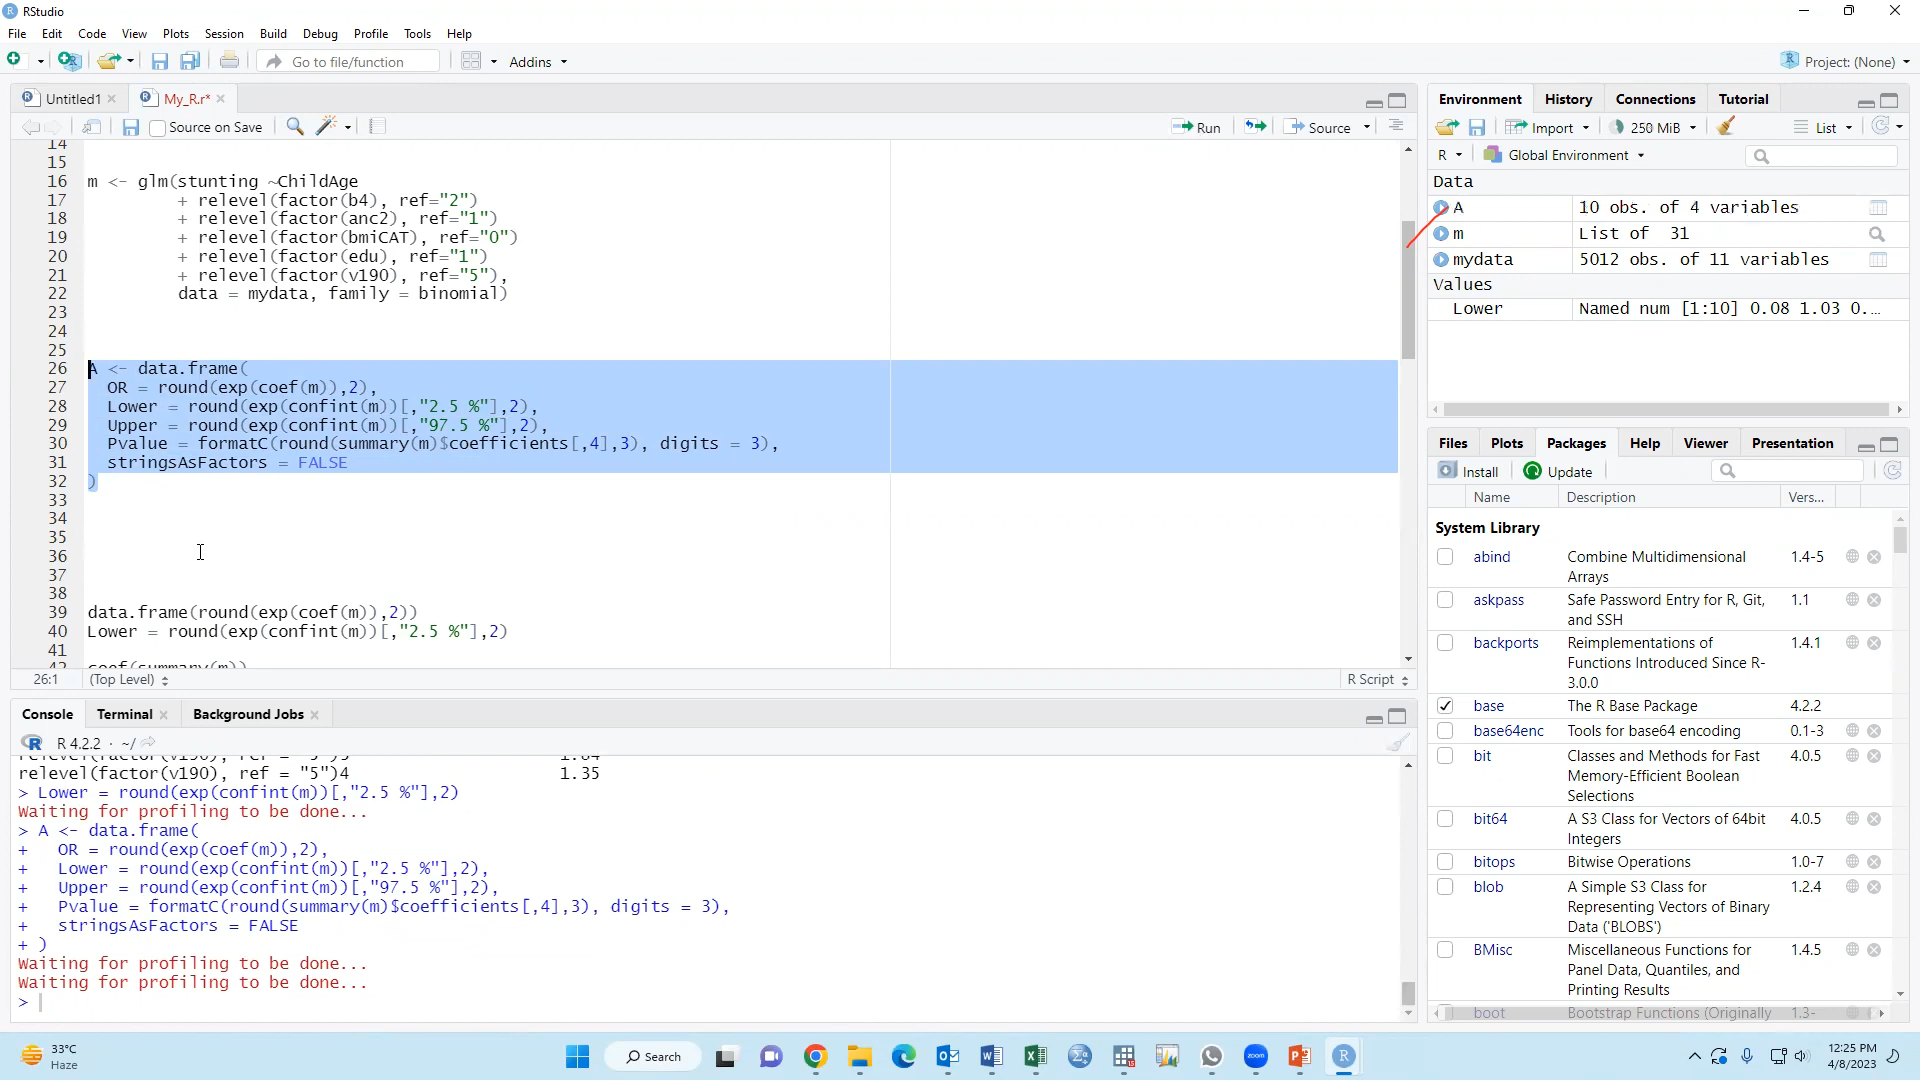 RStudio
File Edit Code View Plots Session Build Debug Profile Tools Help
Go to file/function Addins Project: (None)
Untitled1 My_R.r*
Source on Save Run Source
14
15
16 m <- glm(stunting ~ChildAge
17 + relevel(factor(b4), ref="2")
18 + relevel(factor(anc2), ref="1")
19 + relevel(factor(bmiCAT), ref="0")
20 + relevel(factor(edu), ref="1")
21 + relevel(factor(v190), ref="5"),
22 data = mydata, family = binomial)
23
24
25
26 A <- data.frame(
27 OR = round(exp(coef(m)),2),
28 Lower = round(exp(confint(m))[,"2.5 %"],2),
29 Upper = round(exp(confint(m))[,"97.5 %"],2),
30 Pvalue = formatC(round(summary(m)$coefficients[,4],3), digits = 3),
31 stringsAsFactors = FALSE
32 )
33
34
35
36
37
38
39 data.frame(round(exp(coef(m)),2))
40 Lower = round(exp(confint(m))[,"2.5 %"],2)
41
42 coef(summary(m))
26:1 (Top Level) R Script
Console Terminal Background Jobs
R 4.2.2 · ~/
relevel(factor(v190), ref = "5")3 1.64
relevel(factor(v190), ref = "5")4 1.35
> Lower = round(exp(confint(m))[,"2.5 %"],2)
Waiting for profiling to be done...
> A <- data.frame(
+ OR = round(exp(coef(m)),2),
+ Lower = round(exp(confint(m))[,"2.5 %"],2),
+ Upper = round(exp(confint(m))[,"97.5 %"],2),
+ Pvalue = formatC(round(summary(m)$coefficients[,4],3), digits = 3),
+ stringsAsFactors = FALSE
+ )
Waiting for profiling to be done...
Waiting for profiling to be done...
>
Environment History Connections Tutorial
Import 250 MiB List
R Global Environment
Data
A 10 obs. of 4 variables
m List of 31
mydata 5012 obs. of 11 variables
Values
Lower Named num [1:10] 0.08 1.03 0....
Files Plots Packages Help Viewer Presentation
Install Update
Name Description Vers...
System Library
abind Combine Multidimensional 1.4-5
Arrays
askpass Safe Password Entry for R, Git, 1.1
and SSH
backports Reimplementations of 1.4.1
Functions Introduced Since R-
3.0.0
base The R Base Package 4.2.2
base64enc Tools for base64 encoding 0.1-3
bit Classes and Methods for Fast 4.0.5
Memory-Efficient Boolean
Selections
bit64 A S3 Class for Vectors of 64bit 4.0.5
Integers
bitops Bitwise Operations 1.0-7
blob A Simple S3 Class for 1.2.4
Representing Vectors of Binary
Data ('BLOBS')
BMisc Miscellaneous Functions for 1.4.5
Panel Data, Quantiles, and
Printing Results
boot Bootstrap Functions (Originally 1.3-
33°C
Haze
Search
zoom
12:25 PM
4/8/2023